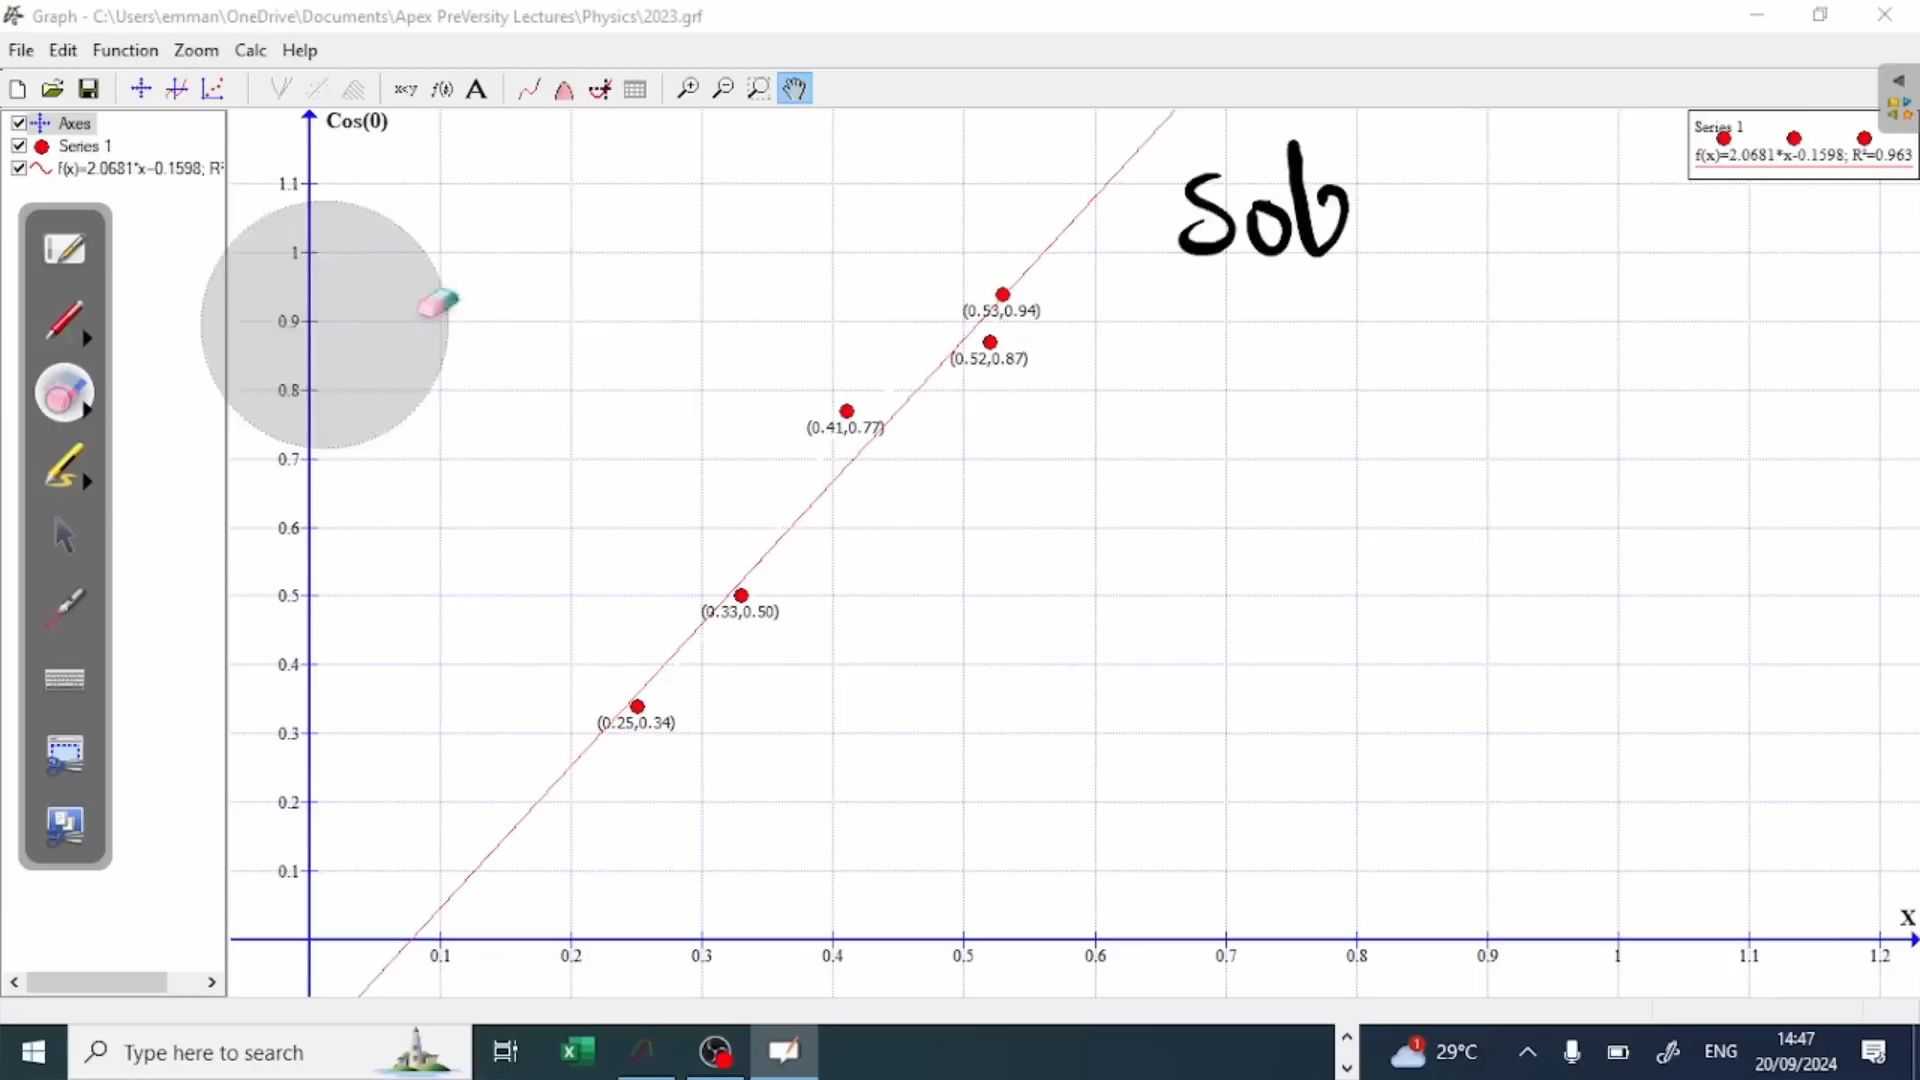 Graph - C:\Users\emman\OneDrive\Documents\Apex PreVersity Lectures\Physics\2023.grf
File Edit Function Zoom Calc Help
Axes
Series 1
f(x)=2.0681*x-0.1598; R²
Cos(0)
Sob
Series 1
f(x)=2.0681*x-0.1598; R²=0.963
1.1
1
0.9
0.8
0.7
0.6
0.5
0.4
0.3
0.2
0.1
(0.53,0.94)
(0.52,0.87)
(0.41,0.77)
(0.33,0.50)
(0.25,0.34)
X
0.1 0.2 0.3 0.4 0.5 0.6 0.7 0.8 0.9 1 1.1 1.2
Type here to search
1
29°C
ENG
14:47
20/09/2024